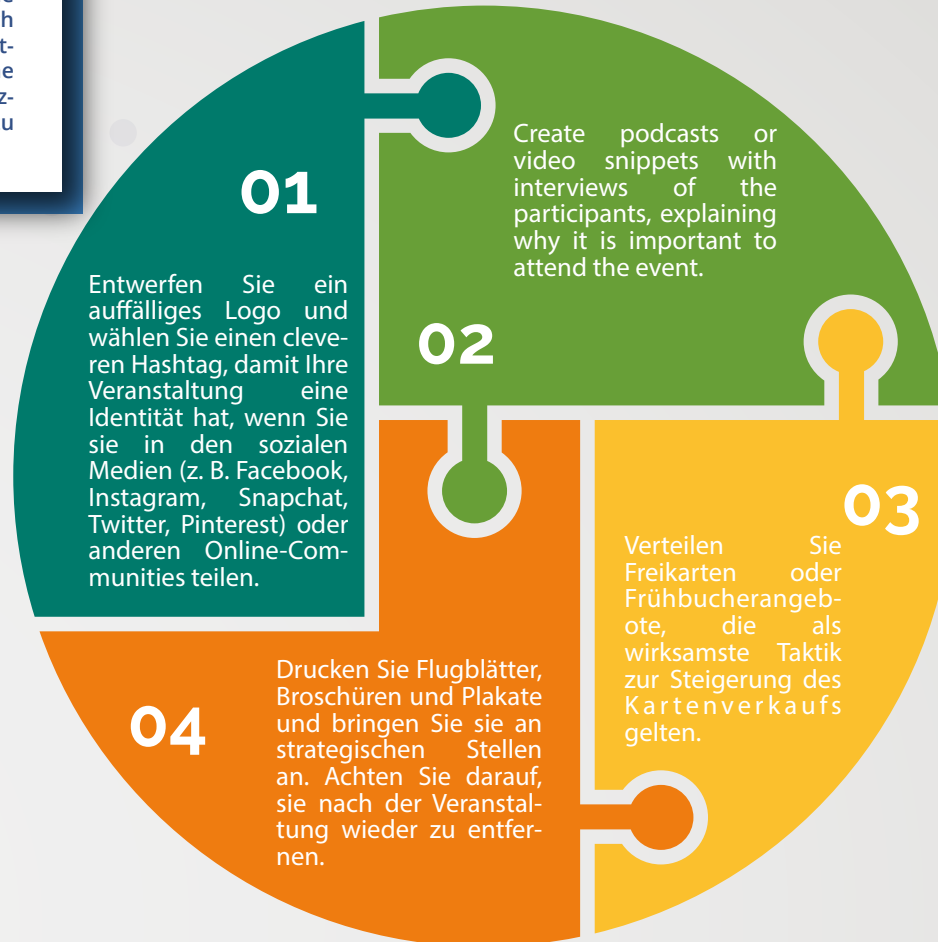 h
t-
e
z-
u
01
Entwerfen Sie ein
auffälliges Logo und
wählen Sie einen cleve-
ren Hashtag, damit Ihre
Veranstaltung eine
Identität hat, wenn Sie
sie in den sozialen
Medien (z. B. Facebook,
Instagram, Snapchat,
Twitter, Pinterest) oder
anderen Online-Com-
munities teilen.
Create podcasts or
video snippets with
interviews of the
participants, explaining
why it is important to
attend the event.
02
03
Verteilen Sie
Freikarten oder
Frühbucherangeb-
ote, die als
wirksamste Taktik
zur Steigerung des
Kartenverkaufs
gelten.
04
Drucken Sie Flugblätter,
Broschüren und Plakate
und bringen Sie sie an
strategischen Stellen
an. Achten Sie darauf,
sie nach der Veranstal-
tung wieder zu entfer-
nen.